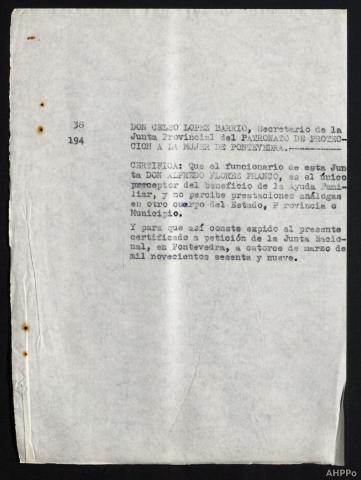 38
194
DON CELSO LOPEZ BARRIO, Secretario de la
Junta Provincial del PATRONATO DE PROTEC-
CION A LA MUJER DE PONTEVEDRA.----------
CERTIFICA: Que el funcionario de esta Jun
ta DON ALFREDO FLORES FRANCO, es el único
preceptor del beneficio de la Ayuda Fami-
liar, y no percibe prestaciones análogas
en otro cuerpo del Estado, P rovincia o
Municipio.
Y para que así conste expido el presente
certificado a petición de la Junta Nacio-
nal, en Pontevedra, a catorce de marzo de
mil novecientos sesenta y nueve.
AHPPo